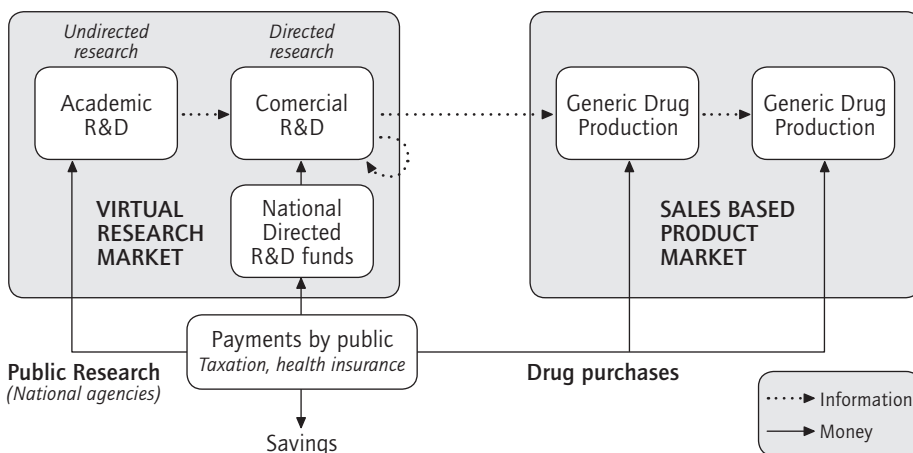 Undirected
research
Directed
research
Academic
R&D
Comercial
R&D
Generic Drug
Production
Generic Drug
Production
VIRTUAL
RESEARCH
MARKET
National
Directed
R&D funds
SALES BASED
PRODUCT
MARKET
Payments by public
Taxation, health insurance
Public Research
(National agencies)
Drug purchases
Savings
Information
Money